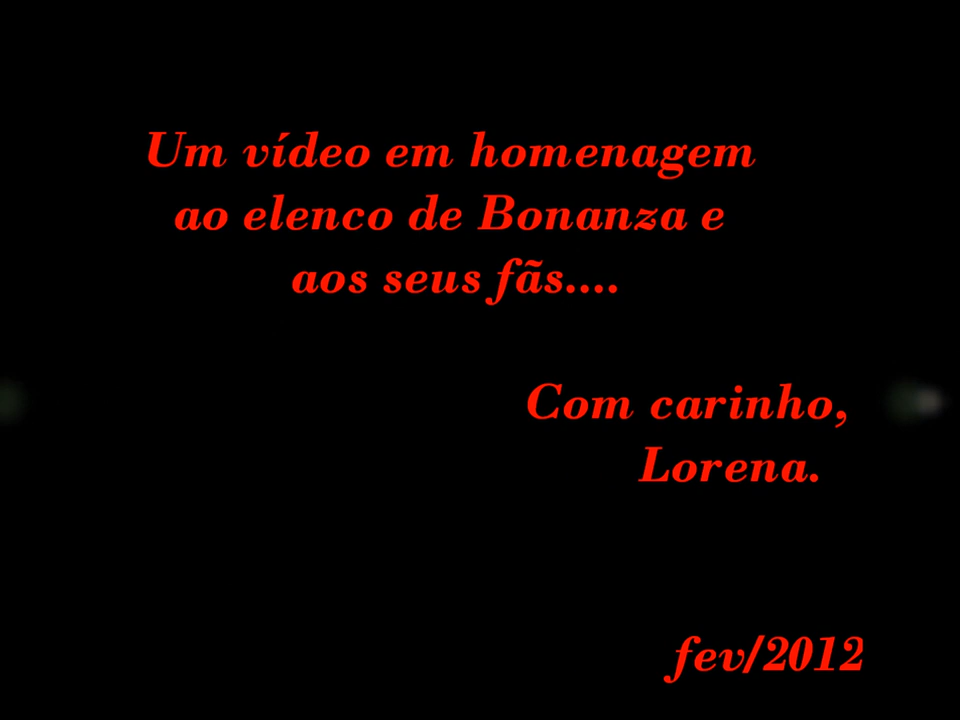 Um vídeo em homenagem
ao elenco de Bonanza e
aos seus fãs....
Com carinho,
Lorena.
fev/2012